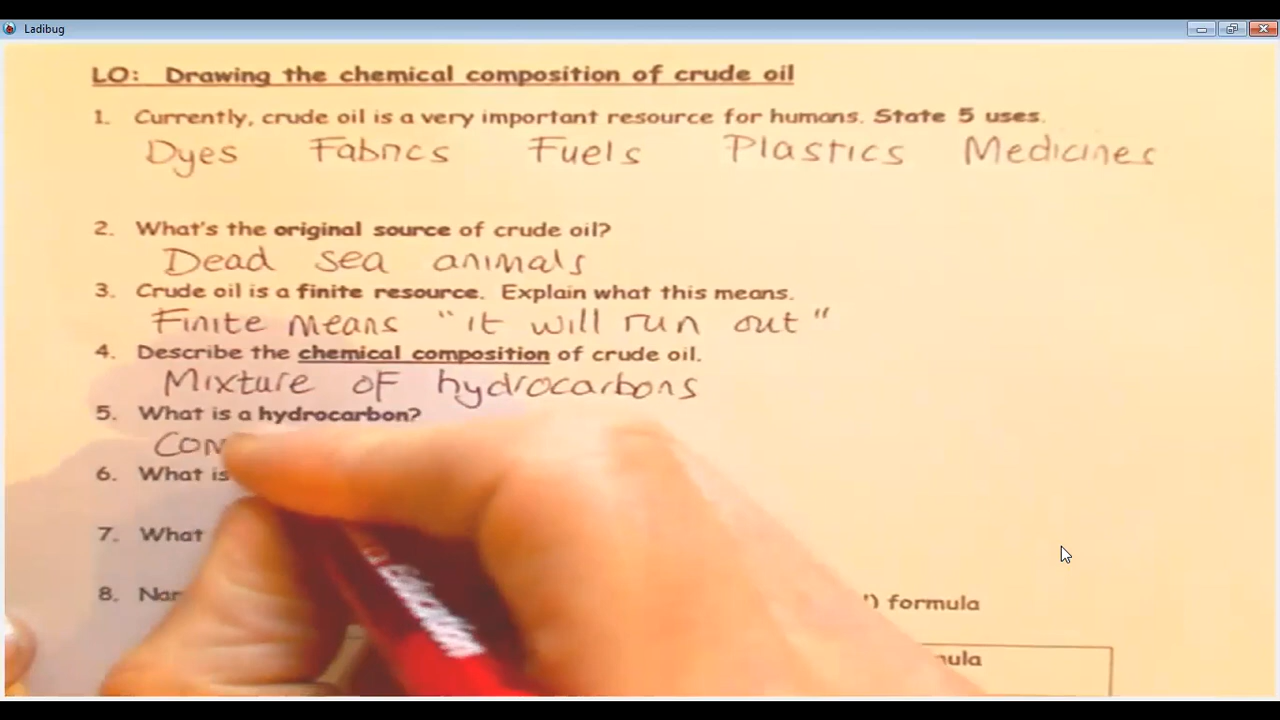 Ladibug
LO: Drawing the chemical composition of crude oil
1. Currently, crude oil is a very important resource for humans. State 5 uses.
Dyes Fabrics Fuels Plastics Medicines
2. What's the original source of crude oil?
Dead sea animals
3. Crude oil is a finite resource. Explain what this means.
Finite means "it will run out"
4. Describe the chemical composition of crude oil.
Mixture of hydrocarbons
5. What is a hydrocarbon?
6. What is
7. What
8.
formula
Education